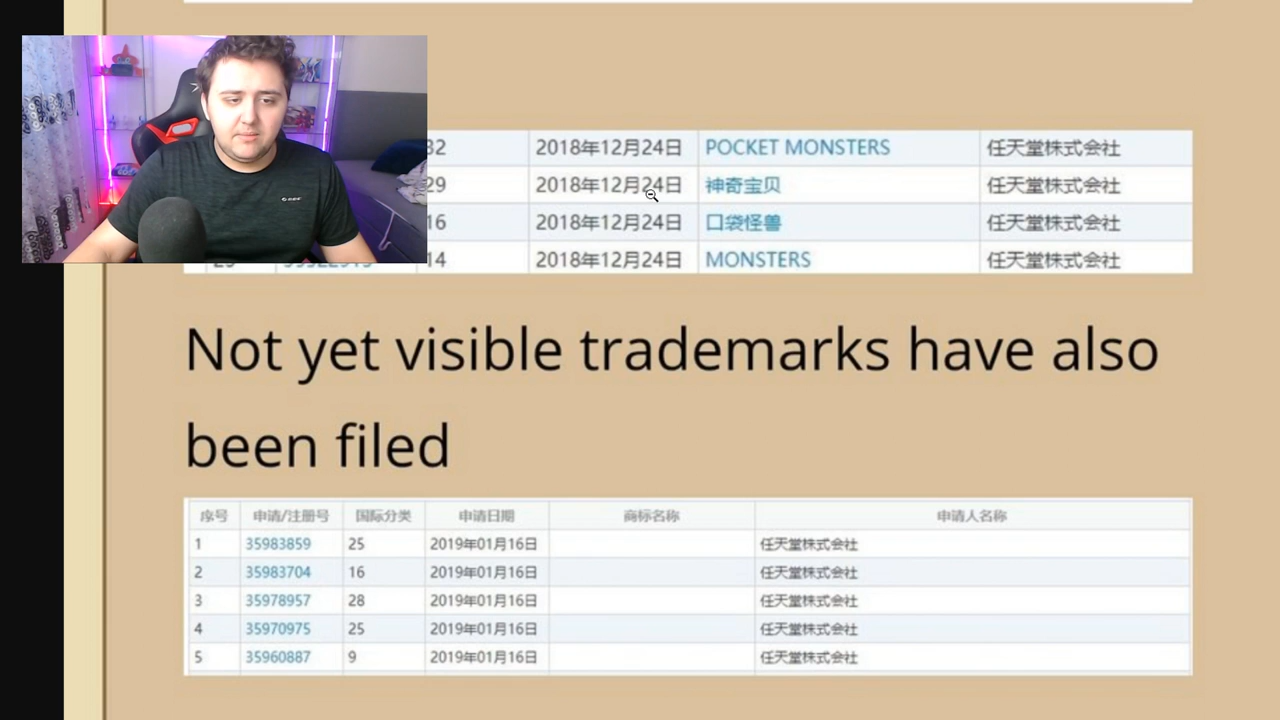 32 2018年12月24日 POCKET MONSTERS 任天堂株式会社
29 2018年12月24日 神奇宝贝 任天堂株式会社
16 2018年12月24日 口袋怪兽 任天堂株式会社
14 2018年12月24日 MONSTERS 任天堂株式会社
Not yet visible trademarks have also
been filed
序号 申请/注册号 国际分类 申请日期 商标名称 申请人名称
1 35983859 25 2019年01月16日 任天堂株式会社
2 35983704 16 2019年01月16日 任天堂株式会社
3 35978957 28 2019年01月16日 任天堂株式会社
4 35970975 25 2019年01月16日 任天堂株式会社
5 35960887 9 2019年01月16日 任天堂株式会社